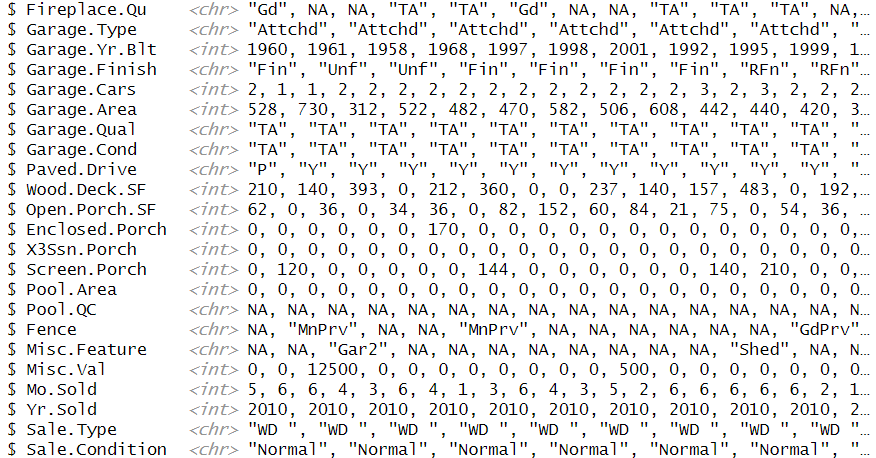 $ Fireplace.Qu <chr> "Gd", NA, NA, "TA", "TA", "Gd", NA, NA, "TA", "TA", "TA", NA,…
$ Garage.Type <chr> "Attchd", "Attchd", "Attchd", "Attchd", "Attchd", "Attchd", "…
$ Garage.Yr.Blt <int> 1960, 1961, 1958, 1968, 1997, 1998, 2001, 1992, 1995, 1999, 1…
$ Garage.Finish <chr> "Fin", "Unf", "Unf", "Fin", "Fin", "Fin", "Fin", "RFn", "RFn"…
$ Garage.Cars <int> 2, 1, 1, 2, 2, 2, 2, 2, 2, 2, 2, 2, 2, 2, 2, 3, 2, 3, 2, 2, 2…
$ Garage.Area <int> 528, 730, 312, 522, 482, 470, 582, 506, 608, 442, 440, 420, 3…
$ Garage.Qual <chr> "TA", "TA", "TA", "TA", "TA", "TA", "TA", "TA", "TA", "TA", "…
$ Garage.Cond <chr> "TA", "TA", "TA", "TA", "TA", "TA", "TA", "TA", "TA", "TA", "…
$ Paved.Drive <chr> "P", "Y", "Y", "Y", "Y", "Y", "Y", "Y", "Y", "Y", "Y", "Y", "…
$ Wood.Deck.SF <int> 210, 140, 393, 0, 212, 360, 0, 0, 237, 140, 157, 483, 0, 192,…
$ Open.Porch.SF <int> 62, 0, 36, 0, 34, 36, 0, 82, 152, 60, 84, 21, 75, 0, 54, 36, …
$ Enclosed.Porch <int> 0, 0, 0, 0, 0, 0, 170, 0, 0, 0, 0, 0, 0, 0, 0, 0, 0, 0, 0, 0,…
$ X3Ssn.Porch <int> 0, 0, 0, 0, 0, 0, 0, 0, 0, 0, 0, 0, 0, 0, 0, 0, 0, 0, 0, 0, 0…
$ Screen.Porch <int> 0, 120, 0, 0, 0, 0, 0, 144, 0, 0, 0, 0, 0, 0, 140, 210, 0, 0,…
$ Pool.Area <int> 0, 0, 0, 0, 0, 0, 0, 0, 0, 0, 0, 0, 0, 0, 0, 0, 0, 0, 0, 0, 0…
$ Pool.QC <chr> NA, NA, NA, NA, NA, NA, NA, NA, NA, NA, NA, NA, NA, NA, NA, N…
$ Fence <chr> NA, "MnPrv", NA, NA, "MnPrv", NA, NA, NA, NA, NA, NA, "GdPrv"…
$ Misc.Feature <chr> NA, NA, "Gar2", NA, NA, NA, NA, NA, NA, NA, NA, "Shed", NA, N…
$ Misc.Val <int> 0, 0, 12500, 0, 0, 0, 0, 0, 0, 0, 0, 500, 0, 0, 0, 0, 0, 0, 0…
$ Mo.Sold <int> 5, 6, 6, 4, 3, 6, 4, 1, 3, 6, 4, 3, 5, 2, 6, 6, 6, 6, 6, 2, 1…
$ Yr.Sold <int> 2010, 2010, 2010, 2010, 2010, 2010, 2010, 2010, 2010, 2010, 2…
$ Sale.Type <chr> "WD ", "WD ", "WD ", "WD ", "WD ", "WD ", "WD ", "WD ", "WD "…
$ Sale.Condition <chr> "Normal", "Normal", "Normal", "Normal", "Normal", "Normal", "…